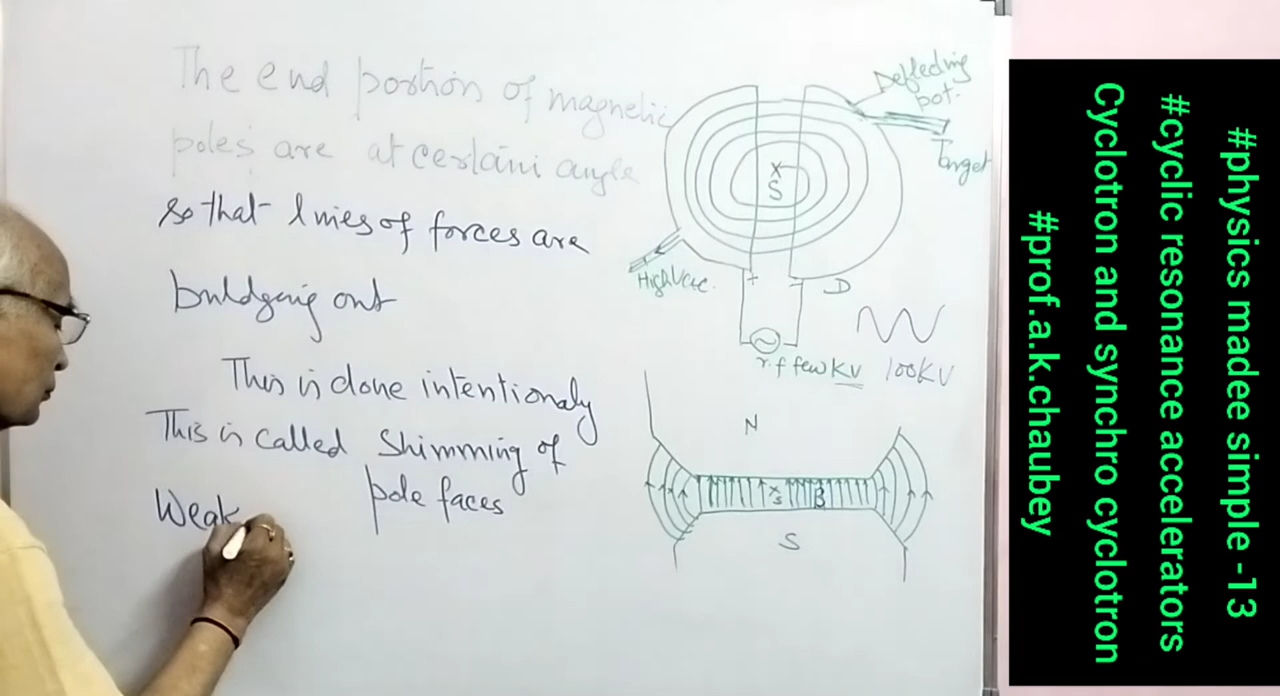 The end portion of magnetic
poles are at certain angle
so that lines of forces are
buldging out
This is done intentionaly
This is called Shimming of
pole faces
Weak
Deflecting
pot.
Target
x
S
High Vac.
+
-
D
r.f few KV
100KV
N
x
s
B
S
#physics madee simple -13
#cyclic resonance accelerators
Cyclotron and synchro cyclotron
#prof.a.k.chaubey